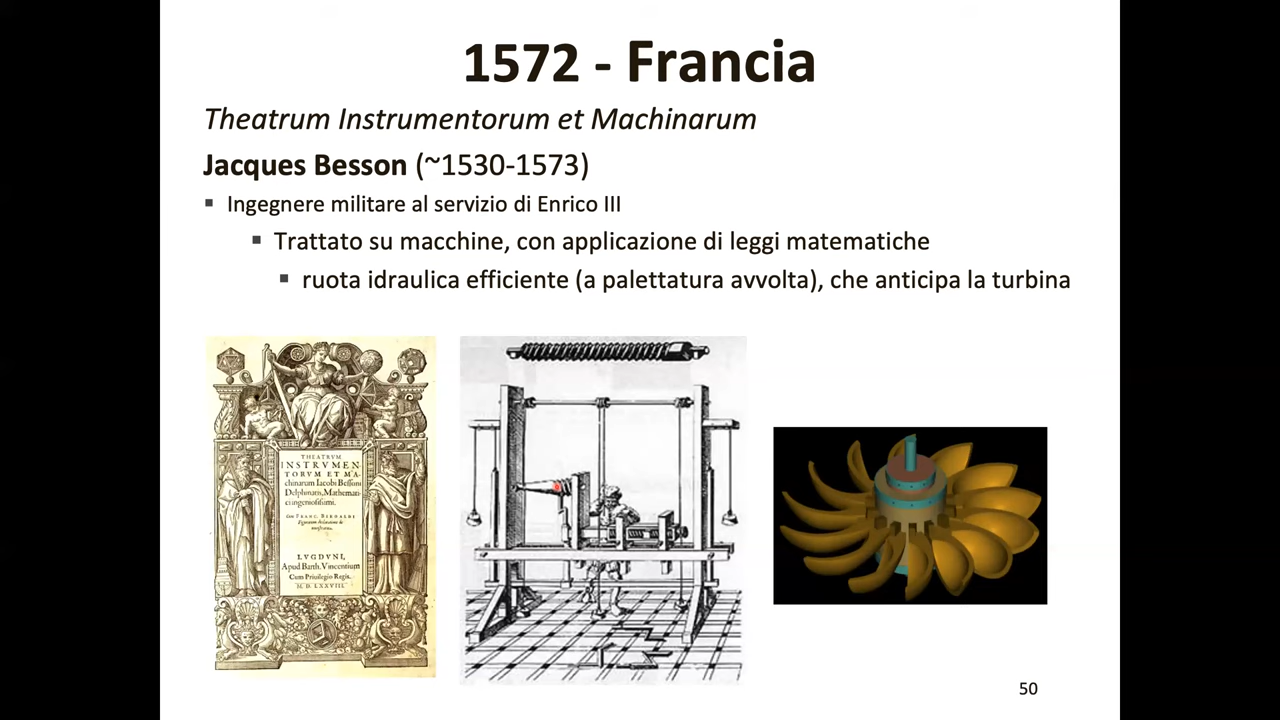 1572 - Francia
Theatrum Instrumentorum et Machinarum
Jacques Besson (~1530-1573)
Ingegnere militare al servizio di Enrico III
Trattato su macchine, con applicazione di leggi matematiche
ruota idraulica efficiente (a palettatura avvolta), che anticipa la turbina
THEATRVM
INSTRVMEN-
TORVM ET MA-
chinarum Iacobi Bessoni
Delphinatis, Mathemati-
ci ingeniosissimi.
LVGDVNI,
Apud Barth. Vincentium
Cum Priuilegio Regis.
M. D. LXXVIII.
50